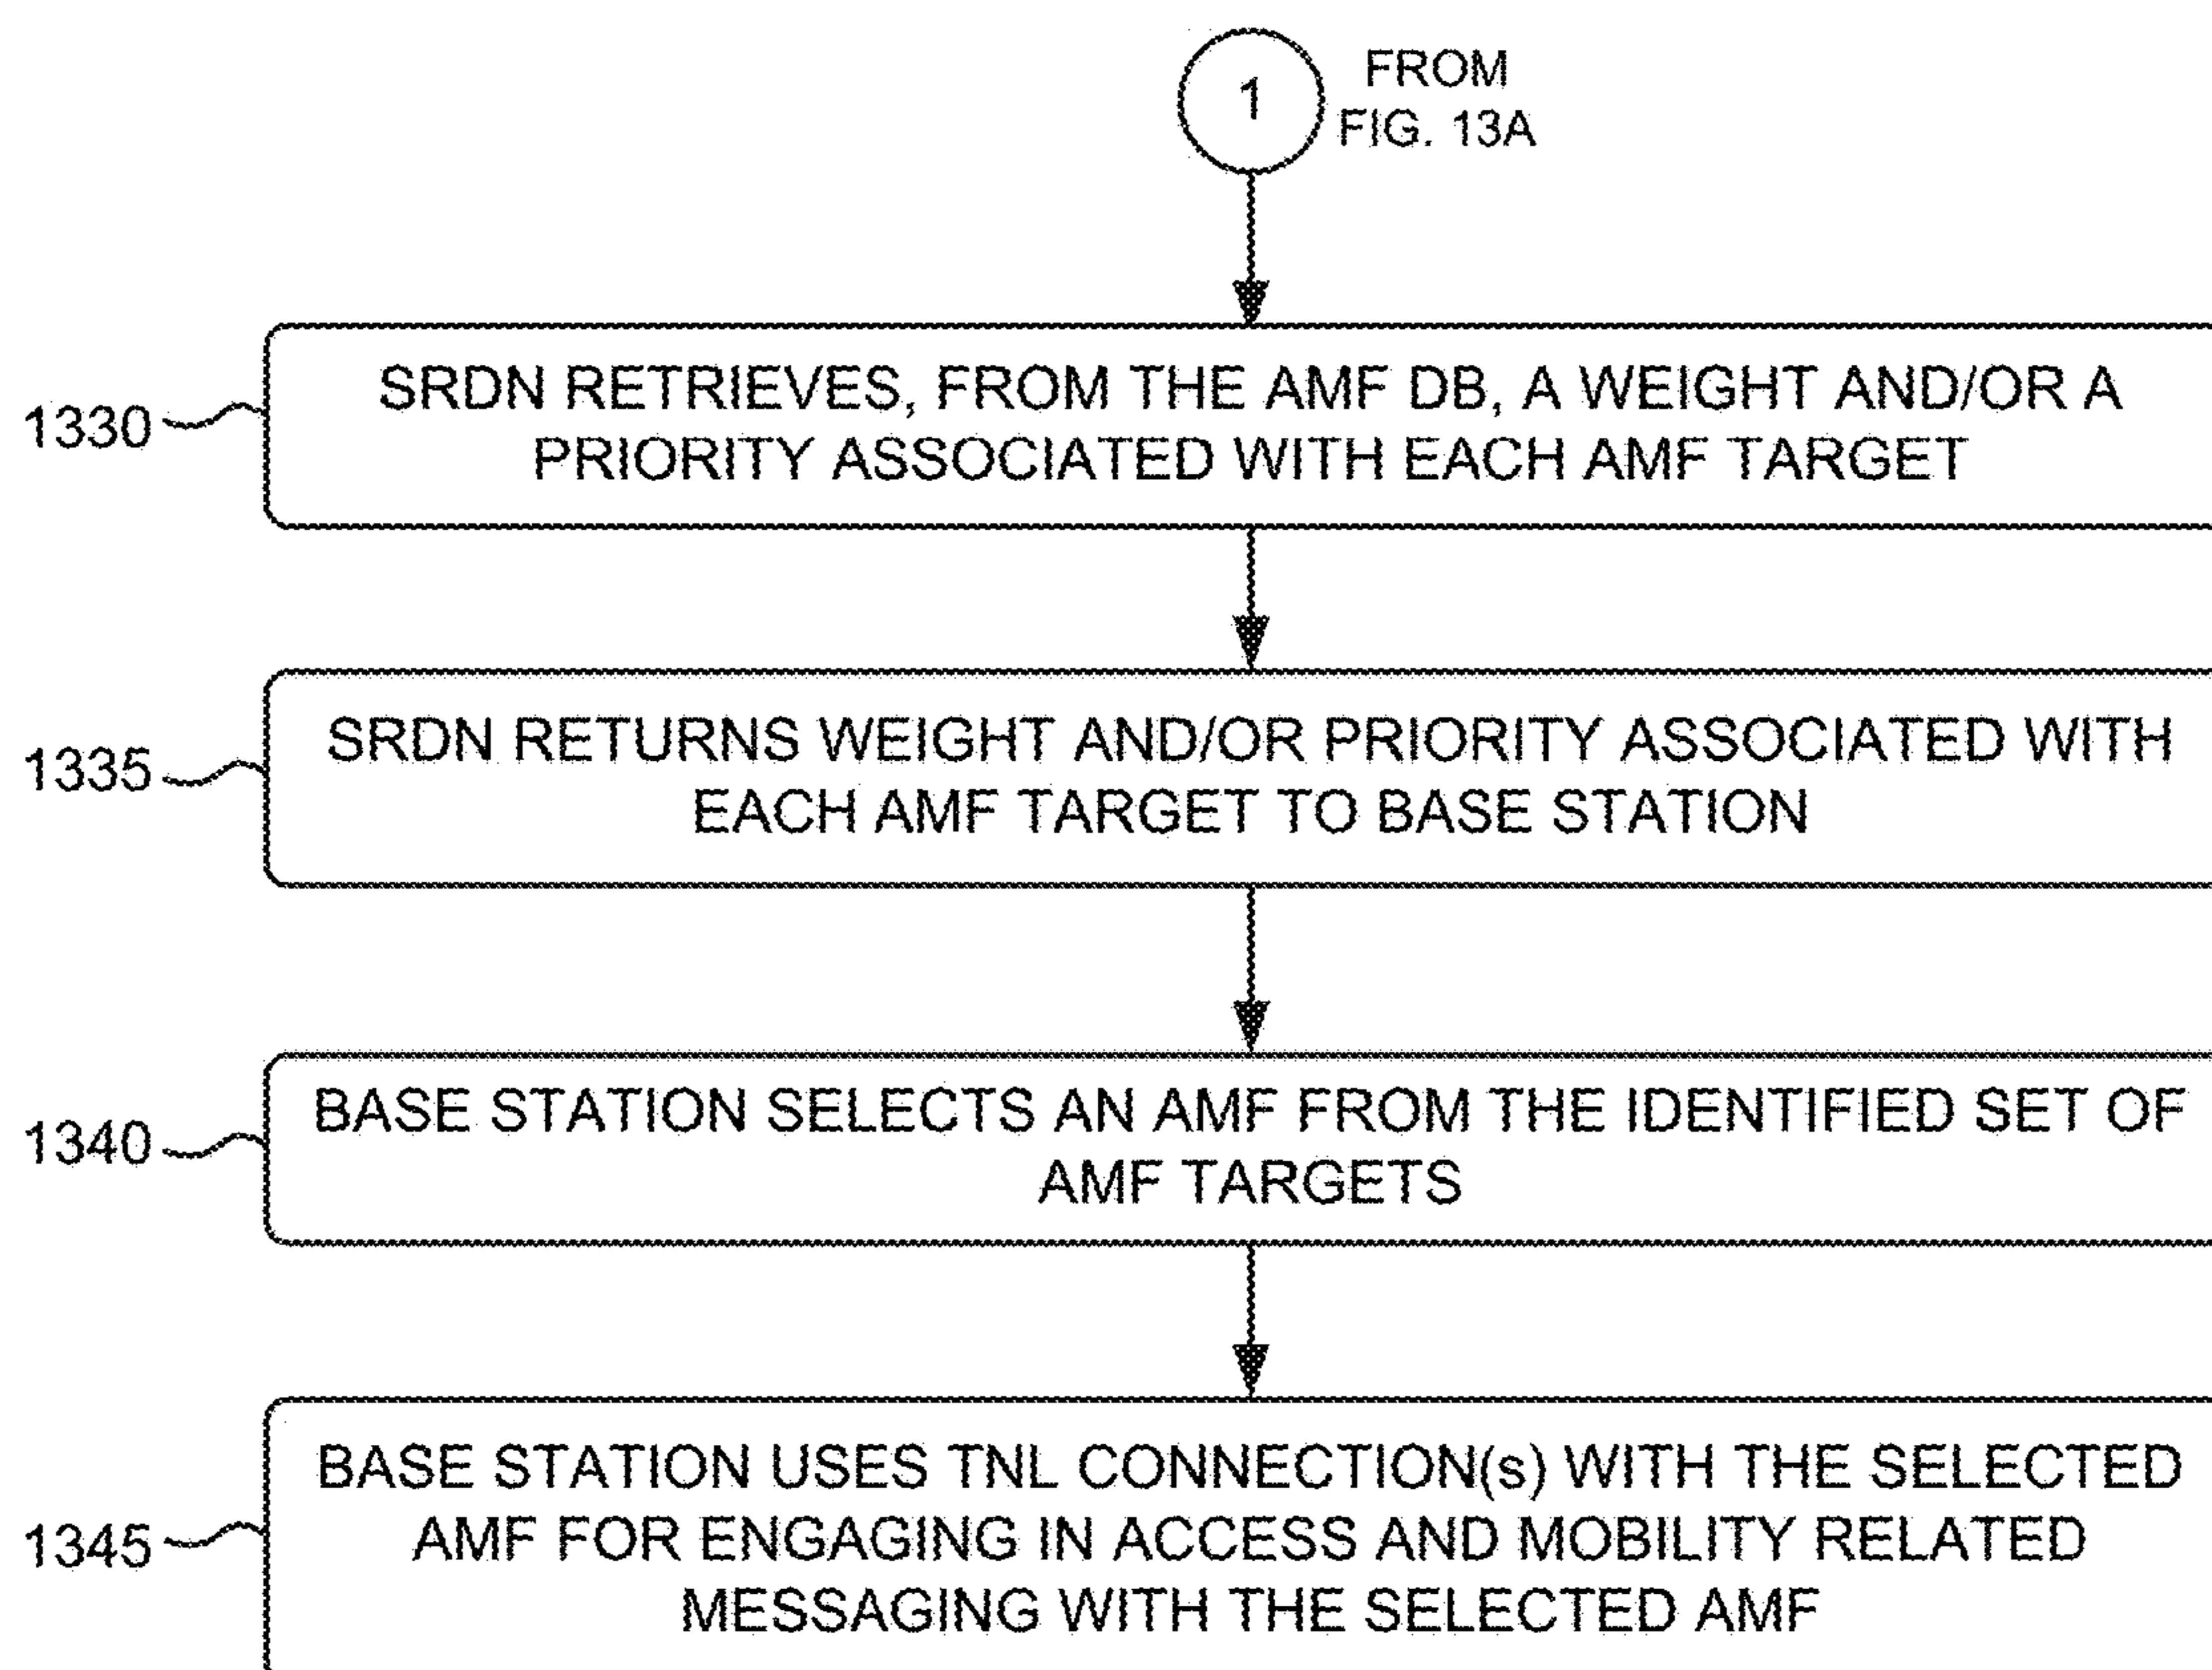 1
FROM
FIG. 13A
1330
SRDN RETRIEVES, FROM THE AMF DB, A WEIGHT AND/OR A
PRIORITY ASSOCIATED WITH EACH AMF TARGET
1335
SRDN RETURNS WEIGHT AND/OR PRIORITY ASSOCIATED WITH
EACH AMF TARGET TO BASE STATION
1340
BASE STATION SELECTS AN AMF FROM THE IDENTIFIED SET OF
AMF TARGETS
1345
BASE STATION USES TNL CONNECTION(s) WITH THE SELECTED
AMF FOR ENGAGING IN ACCESS AND MOBILITY RELATED
MESSAGING WITH THE SELECTED AMF